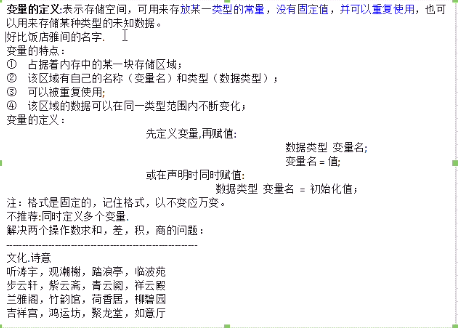 变量的定义:表示存储空间，可用未存放某一类型的常量，没有固定值，并可以重复使用，也可
以用来存储某种类型的未知数据。
好比饭店雅间的名字.
变量的特点：
① 占据着内存中的某一块存储区域；
② 该区域有自己的名称（变量名）和类型（数据类型）；
③ 可以被重复使用;
④ 该区域的数据可以在同一类型范围内不断变化；
变量的定义：
先定义变量,再赋值:
数据类型 变量名;
变量名 = 值;
或在声明时同时赋值：
数据类型 变量名 = 初始化值；
注：格式是固定的，记住格式，以不变应万变。
不推荐:同时定义多个变量.
解决两个操作数求和，差，积，商的问题：
--------------------------------------------------
文化.诗意
听涛宇，观潮榭，踏浪亭，临波苑
步云轩，紫云斋，青云阙，祥云殿
兰雅阁，竹韵馆，荷香居，柳碧园
吉祥宫，鸿运坊，聚龙堂，如意厅